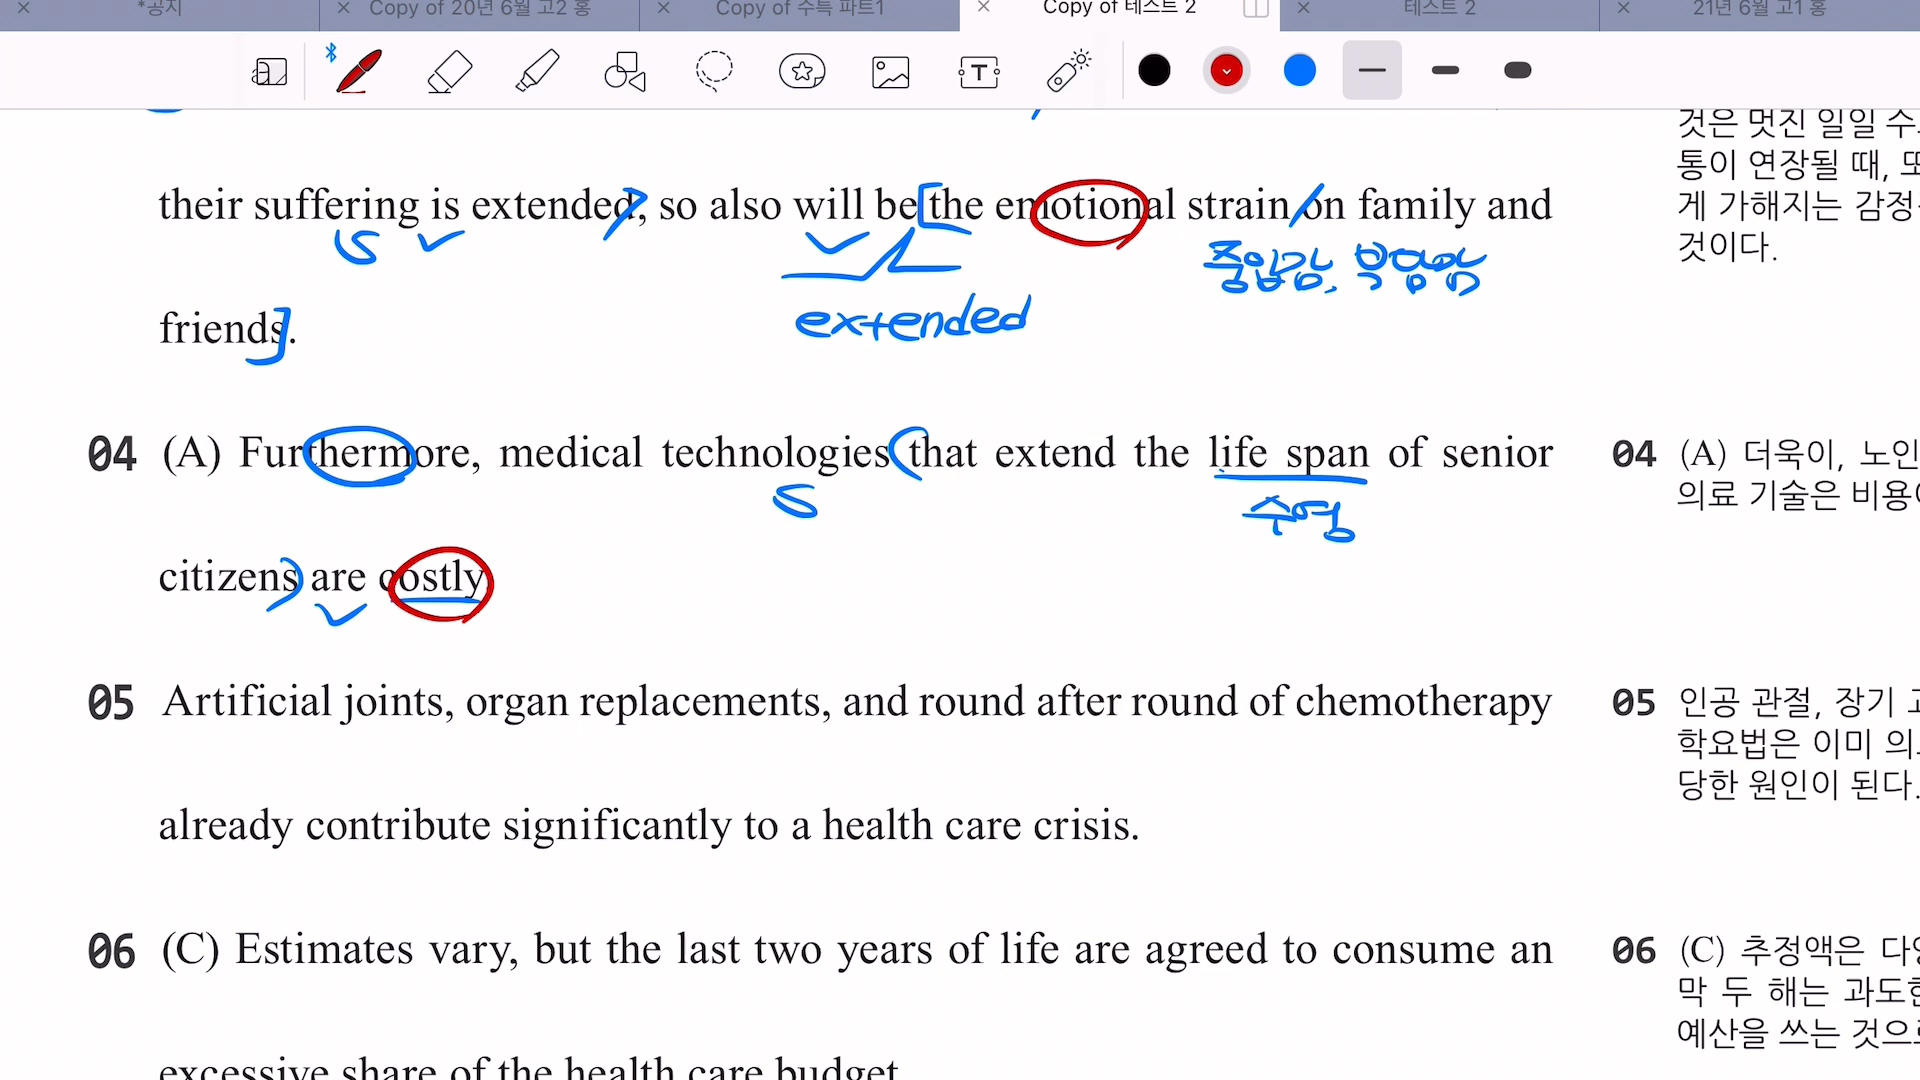 *공지
Copy of 20년 6월 고2 홍
Copy of 수특 파트1
Copy of 테스트 2
테스트 2
21년 6월 고1 홍
것은 멋진 일일 수
통이 연장될 때, 또
their suffering is extended, so also will be the emotional strain on family and
게 가해지는 감정
S
중압감, 부담감
것이다.
friends.
extended
04 (A) Furthermore, medical technologies that extend the life span of senior
04 (A) 더욱이, 노인
S
수명
의료 기술은 비용이
citizens are costly
05 Artificial joints, organ replacements, and round after round of chemotherapy
05 인공 관절, 장기
학요법은 이미 의
당한 원인이 된다.
already contribute significantly to a health care crisis.
06 (C) Estimates vary, but the last two years of life are agreed to consume an
06 (C) 추정액은 다양
막 두 해는 과도한
예산을 쓰는 것으로
excessive share of the health care budget.